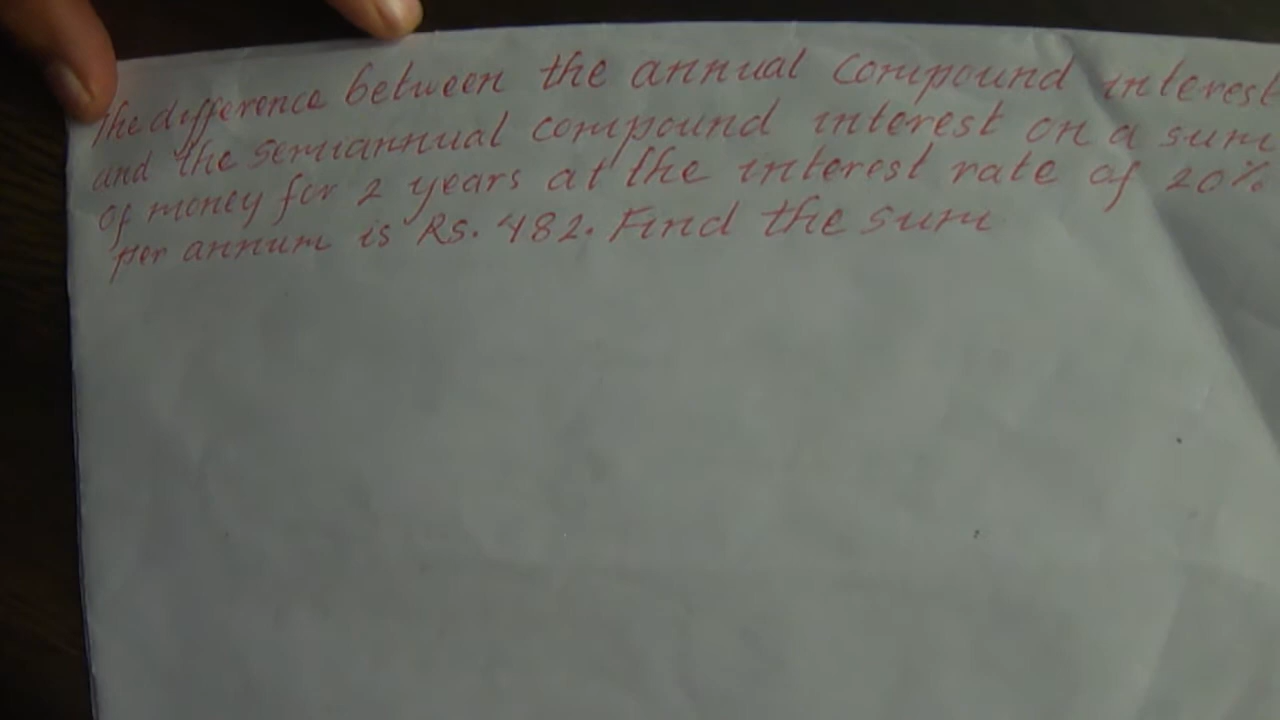 The difference between the annual compound interest
and the semiannual compound interest on a sum
of money for 2 years at the interest rate of 20%
per annum is Rs. 482. Find the sum